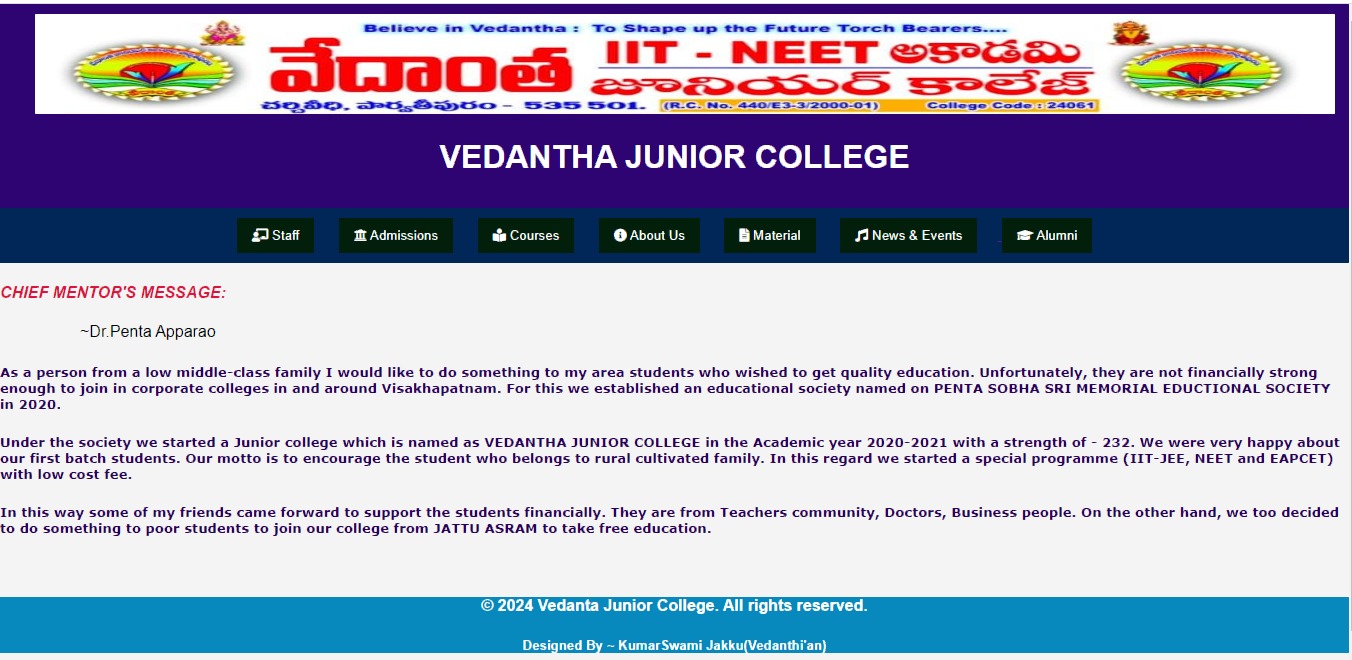 Believe in Vedantha : To Shape up the Future Torch Bearers....
వేదాంత IIT - NEET అకాడమి
జూనియర్ కాలేజ్
చర్చివీధి, పార్వతీపురం - 535 501. (R.C. No. 440/E3-3/2000-01) College Code : 24061
VEDANTHA JUNIOR COLLEGE
Staff Admissions Courses About Us Material News & Events Alumni
CHIEF MENTOR'S MESSAGE:
~Dr.Penta Apparao
As a person from a low middle-class family I would like to do something to my area students who wished to get quality education. Unfortunately, they are not financially strong
enough to join in corporate colleges in and around Visakhapatnam. For this we established an educational society named on PENTA SOBHA SRI MEMORIAL EDUCTIONAL SOCIETY
in 2020.
Under the society we started a Junior college which is named as VEDANTHA JUNIOR COLLEGE in the Academic year 2020-2021 with a strength of - 232. We were very happy about
our first batch students. Our motto is to encourage the student who belongs to rural cultivated family. In this regard we started a special programme (IIT-JEE, NEET and EAPCET)
with low cost fee.
In this way some of my friends came forward to support the students financially. They are from Teachers community, Doctors, Business people. On the other hand, we too decided
to do something to poor students to join our college from JATTU ASRAM to take free education.
© 2024 Vedanta Junior College. All rights reserved.
Designed By ~ KumarSwami Jakku(Vedanthi'an)